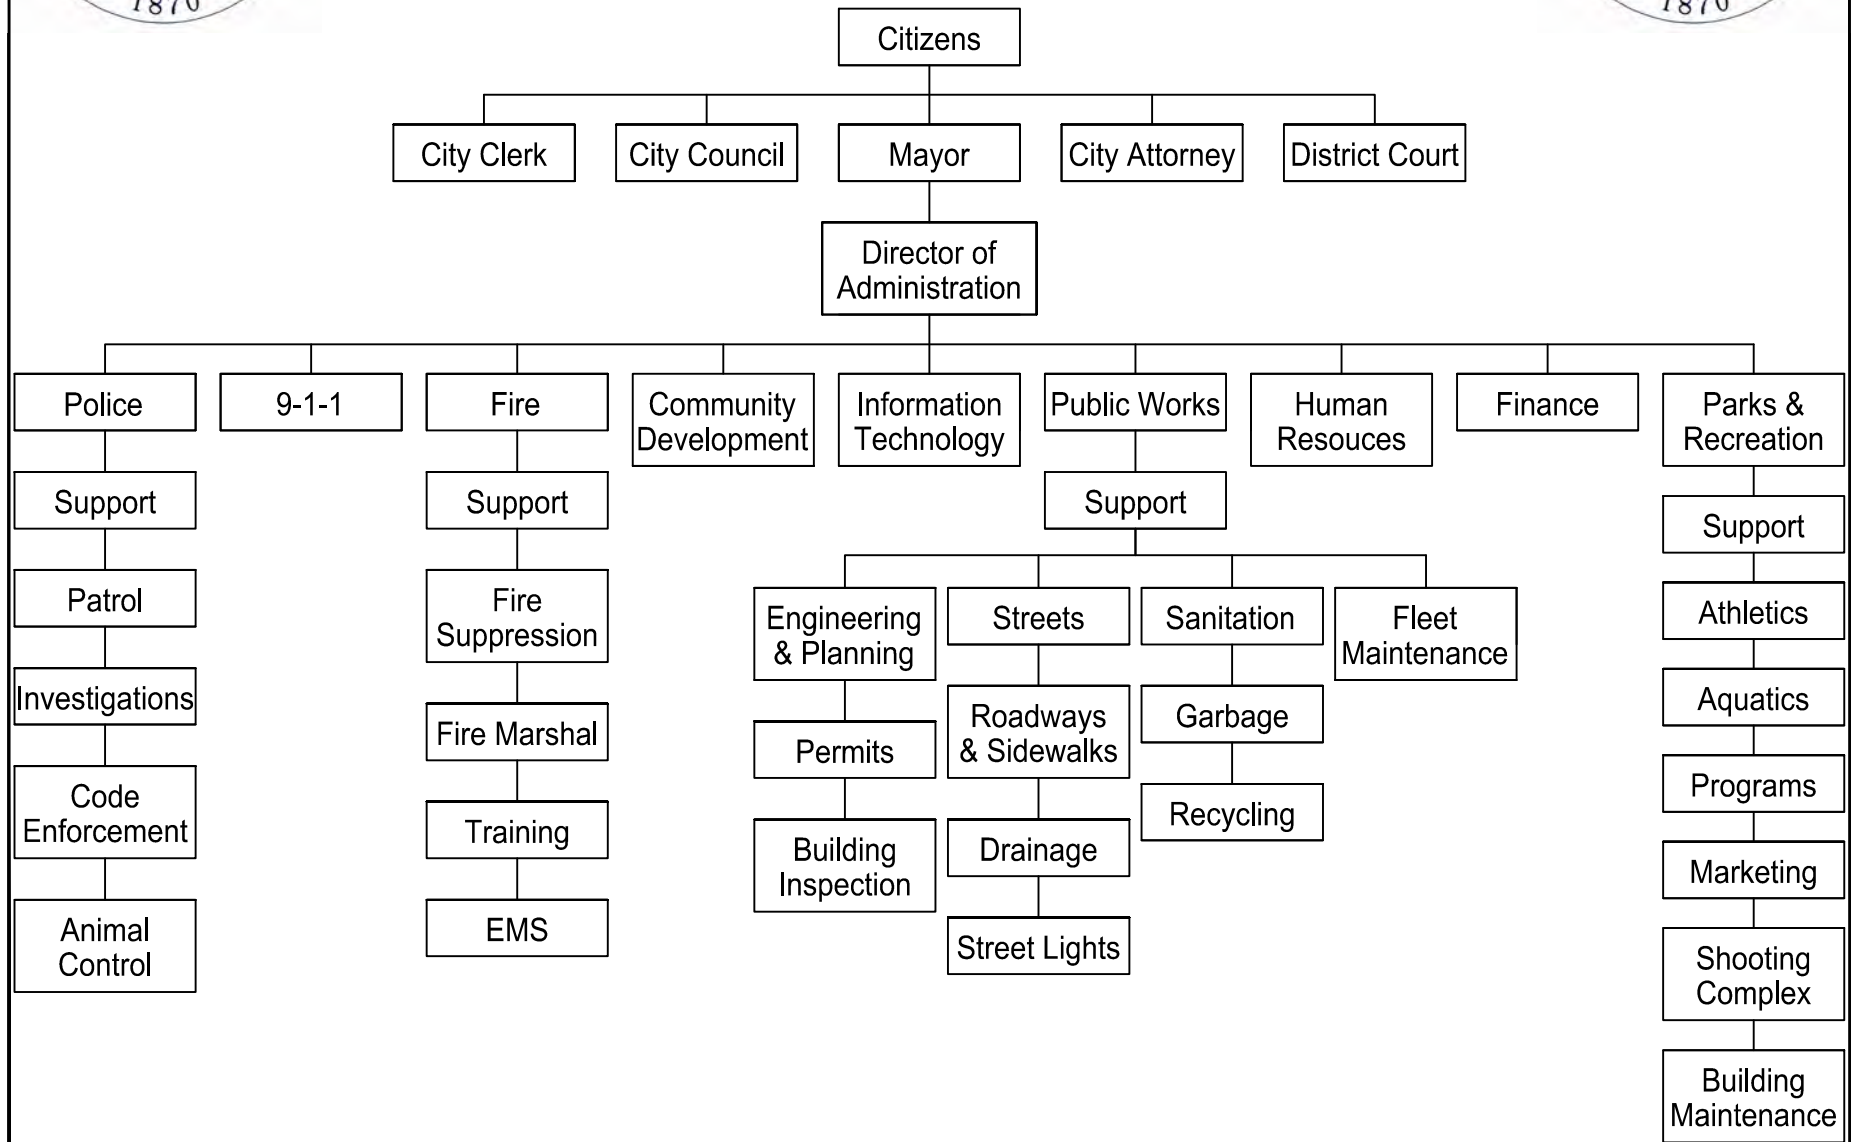 1870
1870
Citizens
City Clerk
City Council
Mayor
City Attorney
District Court
Director of
Administration
Police
9-1-1
Fire
Community
Development
Information
Technology
Public Works
Human
Resouces
Finance
Parks &
Recreation
Support
Patrol
Investigations
Code
Enforcement
Animal
Control
Support
Fire
Suppression
Fire Marshal
Training
EMS
Support
Engineering
& Planning
Permits
Building
Inspection
Streets
Roadways
& Sidewalks
Drainage
Street Lights
Sanitation
Garbage
Recycling
Fleet
Maintenance
Support
Athletics
Aquatics
Programs
Marketing
Shooting
Complex
Building
Maintenance